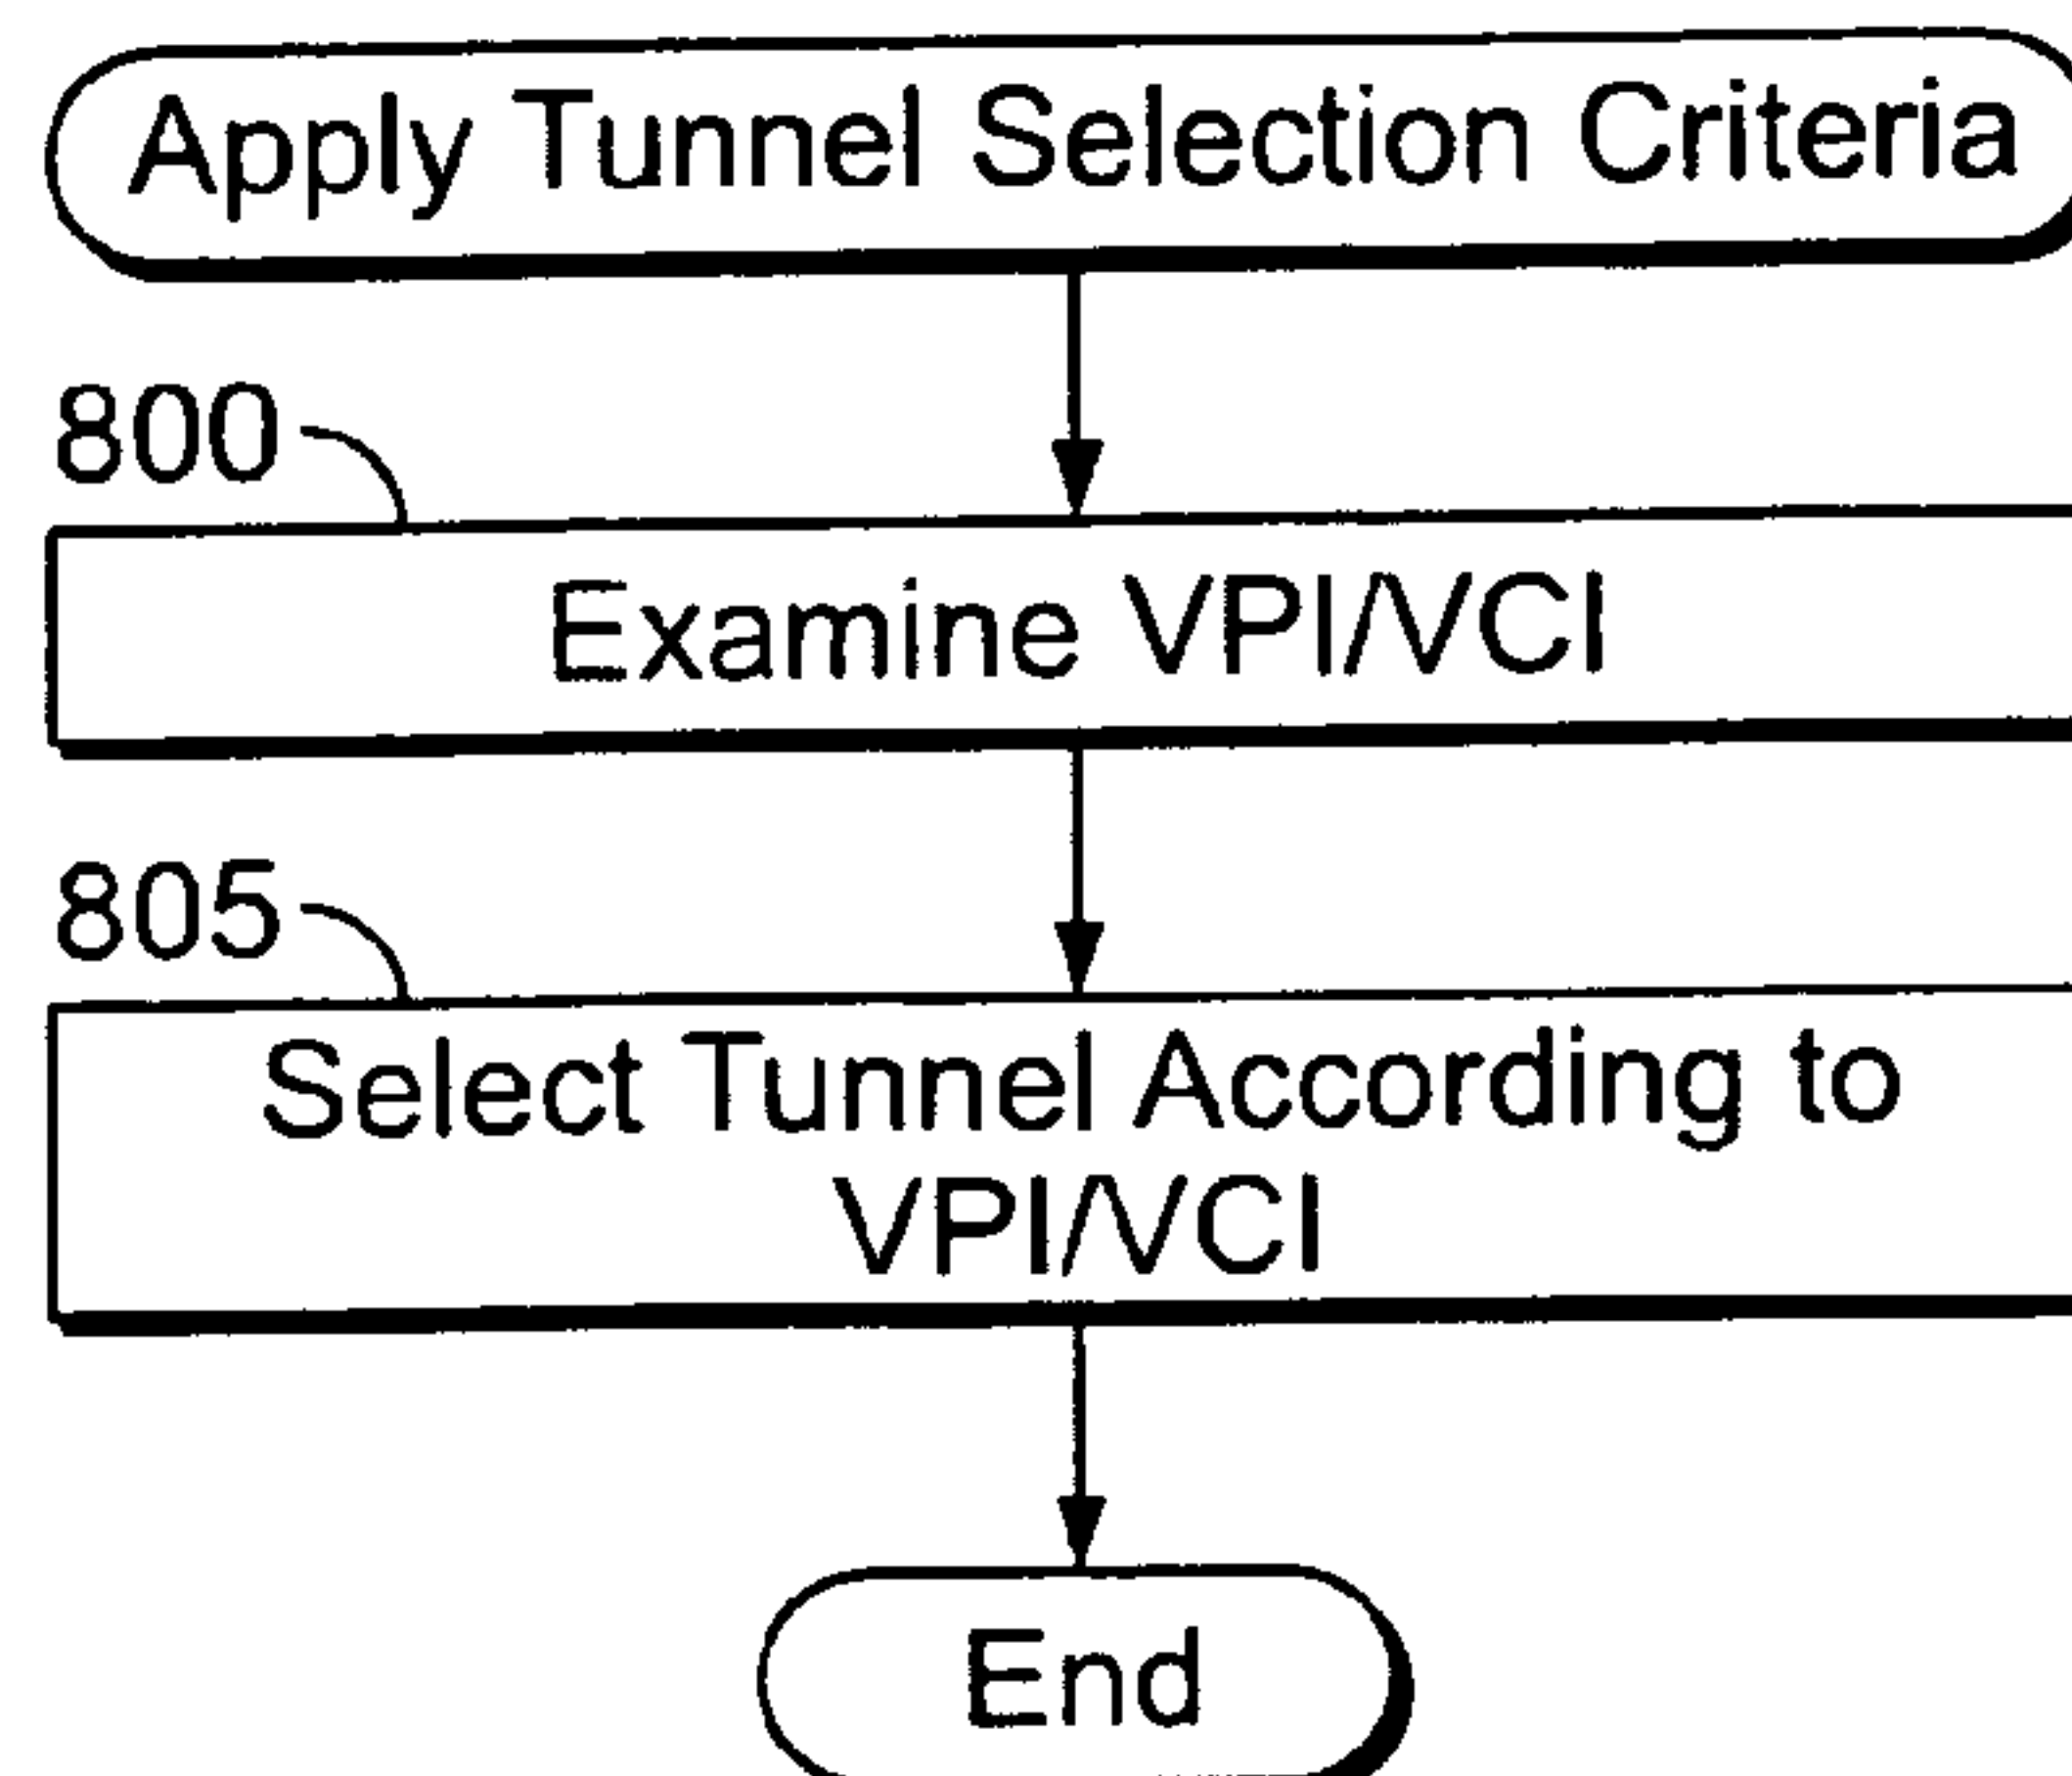 Apply Tunnel Selection Criteria
800
Examine VPI/VCI
805
Select Tunnel According to
VPI/VCI
End